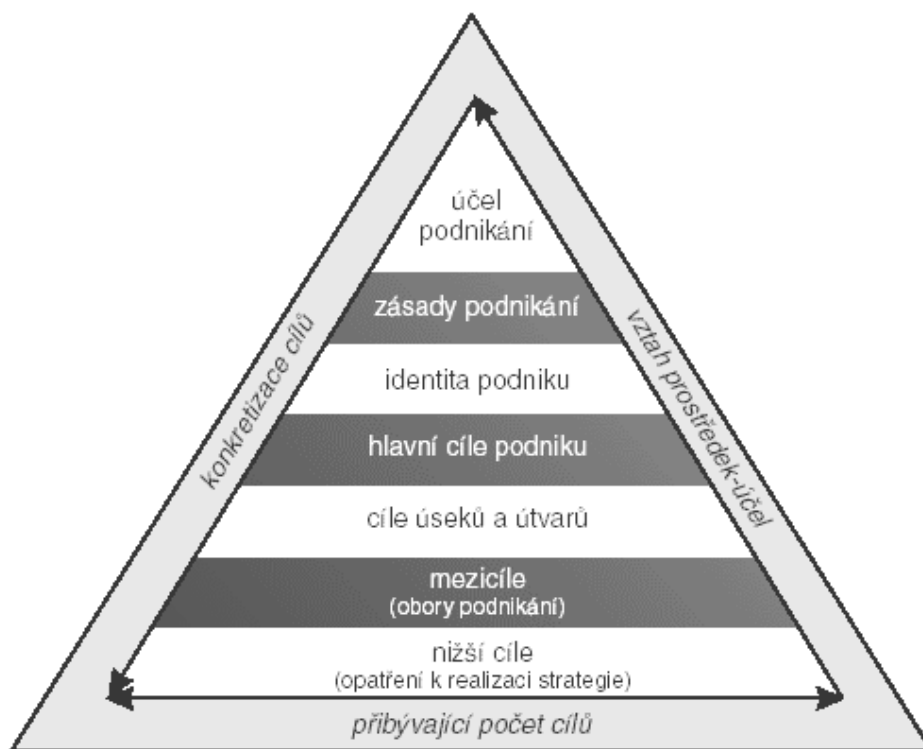 účel
podnikání
zásady podnikání
identita podniku
hlavní cíle podniku
cíle úseků a útvarů
mezicíle
(obory podnikání)
nižší cíle
(opatření k realizaci strategie)
konkretizace cílů
vztah prostředek-účel
přibývající počet cílů